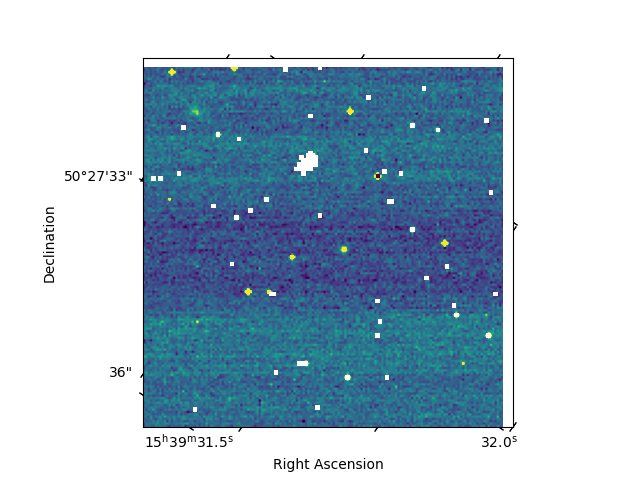 50°27'33"
Declination
36"
15ʰ39ᵐ31.5ˢ
32.0ˢ
Right Ascension